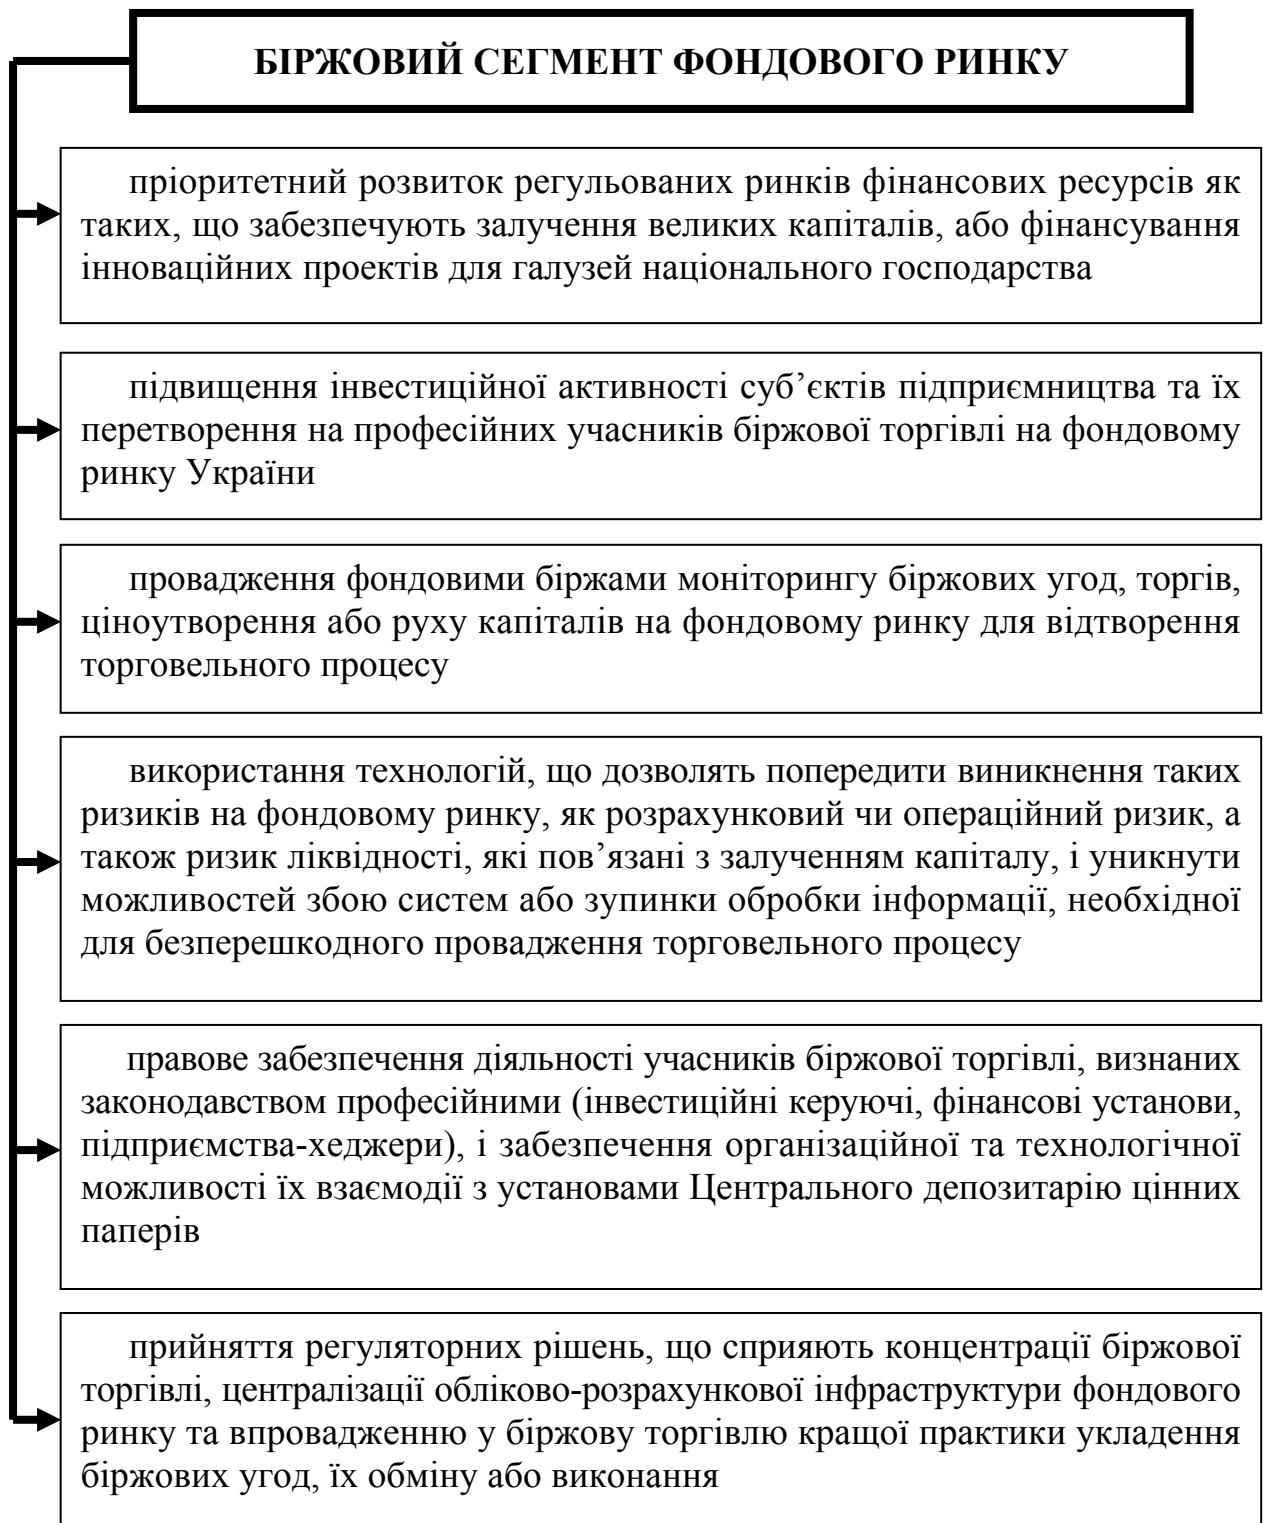 БІРЖОВИЙ СЕГМЕНТ ФОНДОВОГО РИНКУ
пріоритетний розвиток регульованих ринків фінансових ресурсів як
таких, що забезпечують залучення великих капіталів, або фінансування
інноваційних проектів для галузей національного господарства
підвищення інвестиційної активності суб’єктів підприємництва та їх
перетворення на професійних учасників біржової торгівлі на фондовому
ринку України
провадження фондовими біржами моніторингу біржових угод, торгів,
ціноутворення або руху капіталів на фондовому ринку для відтворення
торговельного процесу
використання технологій, що дозволять попередити виникнення таких
ризиків на фондовому ринку, як розрахунковий чи операційний ризик, а
також ризик ліквідності, які пов’язані з залученням капіталу, і уникнути
можливостей збою систем або зупинки обробки інформації, необхідної
для безперешкодного провадження торговельного процесу
правове забезпечення діяльності учасників біржової торгівлі, визнаних
законодавством професійними (інвестиційні керуючі, фінансові установи,
підприємства-хеджери), і забезпечення організаційної та технологічної
можливості їх взаємодії з установами Центрального депозитарію цінних
паперів
прийняття регуляторних рішень, що сприяють концентрації біржової
торгівлі, централізації обліково-розрахункової інфраструктури фондового
ринку та впровадженню у біржову торгівлю кращої практики укладення
біржових угод, їх обміну або виконання